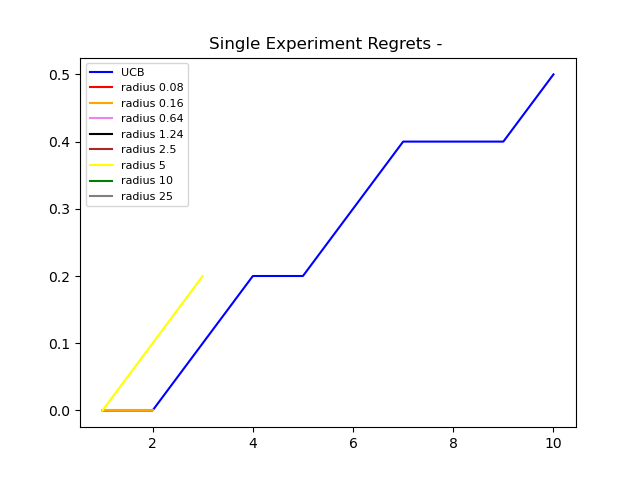 Single Experiment Regrets -
UCB
radius 0.08
radius 0.16
radius 0.64
radius 1.24
radius 2.5
radius 5
radius 10
radius 25
0.5
0.4
0.3
0.2
0.1
0.0
2
4
6
8
10